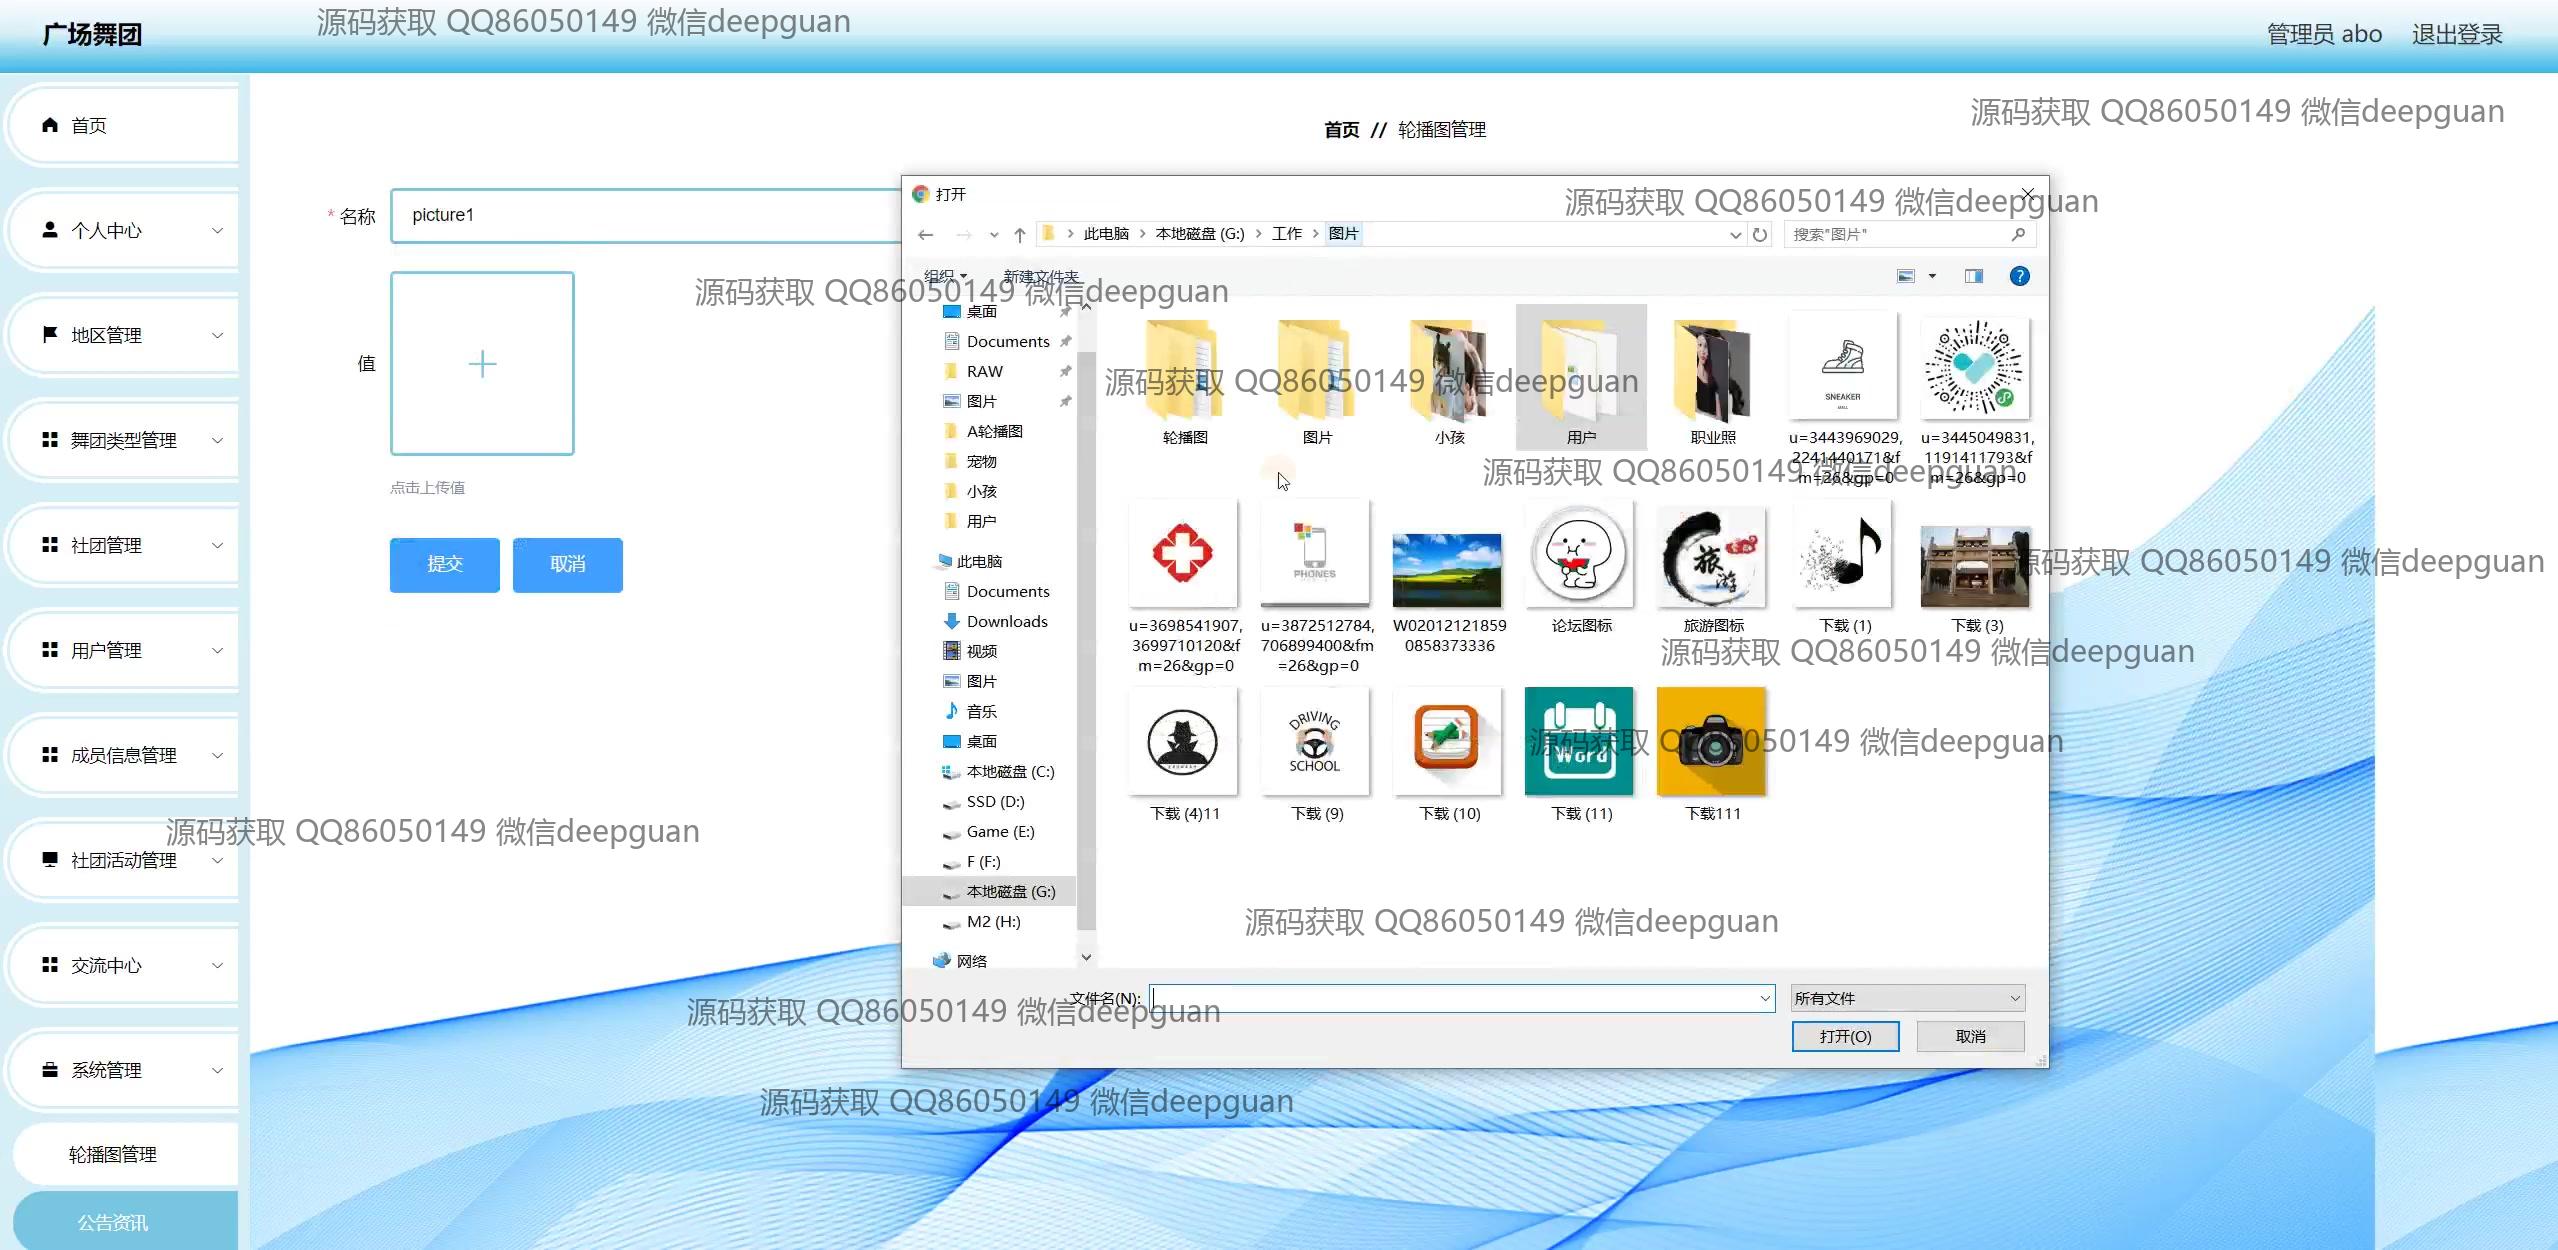 广场舞团
源码获取 QQ86050149 微信deepguan
管理员 abo
退出登录
首页
个人中心
地区管理
舞团类型管理
社团管理
用户管理
成员信息管理
社团活动管理
交流中心
系统管理
轮播图管理
公告资讯
源码获取 QQ86050149 微信deepguan
首页 // 轮播图管理
* 名称
picture1
值
点击上传值
提交
取消
打开
源码获取 QQ86050149 微信deepguan
此电脑 > 本地磁盘 (G:) > 工作 > 图片
搜索"图片"
组织
新建文件夹
源码获取 QQ86050149 微信deepguan
桌面
Documents
RAW
图片
A轮播图
宠物
小孩
用户
此电脑
Documents
Downloads
视频
图片
音乐
桌面
本地磁盘 (C:)
SSD (D:)
Game (E:)
F (F:)
本地磁盘 (G:)
M2 (H:)
网络
源码获取 QQ86050149 微信deepguan
轮播图
图片
小孩
用户
职业照
SNEAKER
u=3443969029,
2241440171&f
m=26&gp=0
u=3445049831,
1191411793&f
m=26&gp=0
源码获取 QQ86050149 微信deepguan
PHONES
旅游
u=3698541907,
3699710120&f
m=26&gp=0
u=3872512784,
706899400&fm
=26&gp=0
W02012121859
0858373336
论坛图标
旅游图标
下载 (1)
下载 (3)
源码获取 QQ86050149 微信deepguan
源码获取 QQ86050149 微信deepguan
DRIVING
SCHOOL
Word
源码获取 QQ86050149 微信deepguan
下载 (4)11
下载 (9)
下载 (10)
下载 (11)
下载111
源码获取 QQ86050149 微信deepguan
源码获取 QQ86050149 微信deepguan
文件名(N):
所有文件
源码获取 QQ86050149 微信deepguan
打开(O)
取消
源码获取 QQ86050149 微信deepguan